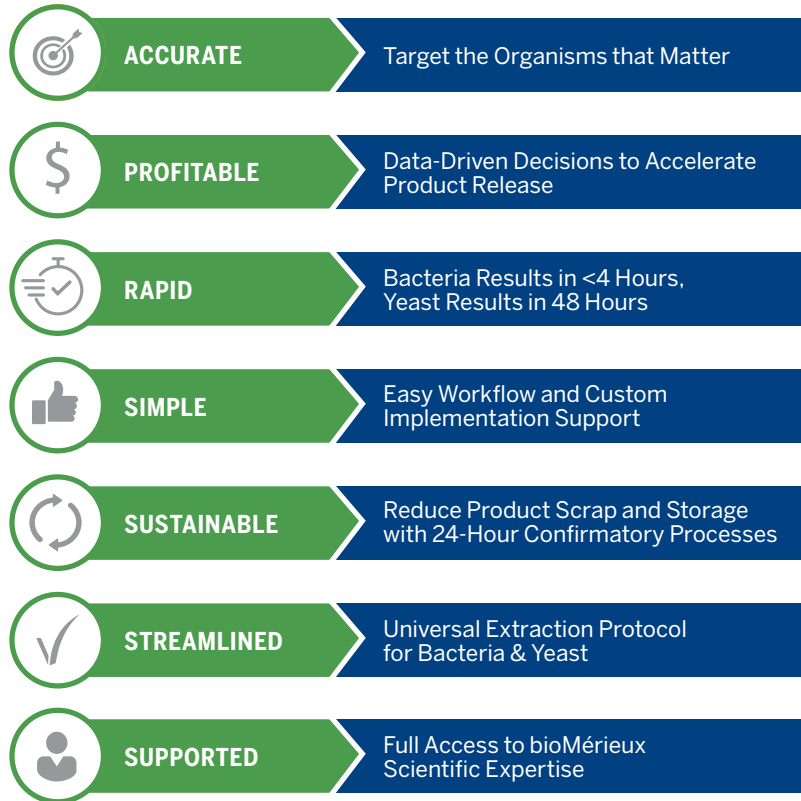 ACCURATE
Target the Organisms that Matter
PROFITABLE
Data-Driven Decisions to Accelerate
Product Release
RAPID
Bacteria Results in <4 Hours,
Yeast Results in 48 Hours
SIMPLE
Easy Workflow and Custom
Implementation Support
SUSTAINABLE
Reduce Product Scrap and Storage
with 24-Hour Confirmatory Processes
STREAMLINED
Universal Extraction Protocol
for Bacteria & Yeast
SUPPORTED
Full Access to bioMérieux
Scientific Expertise